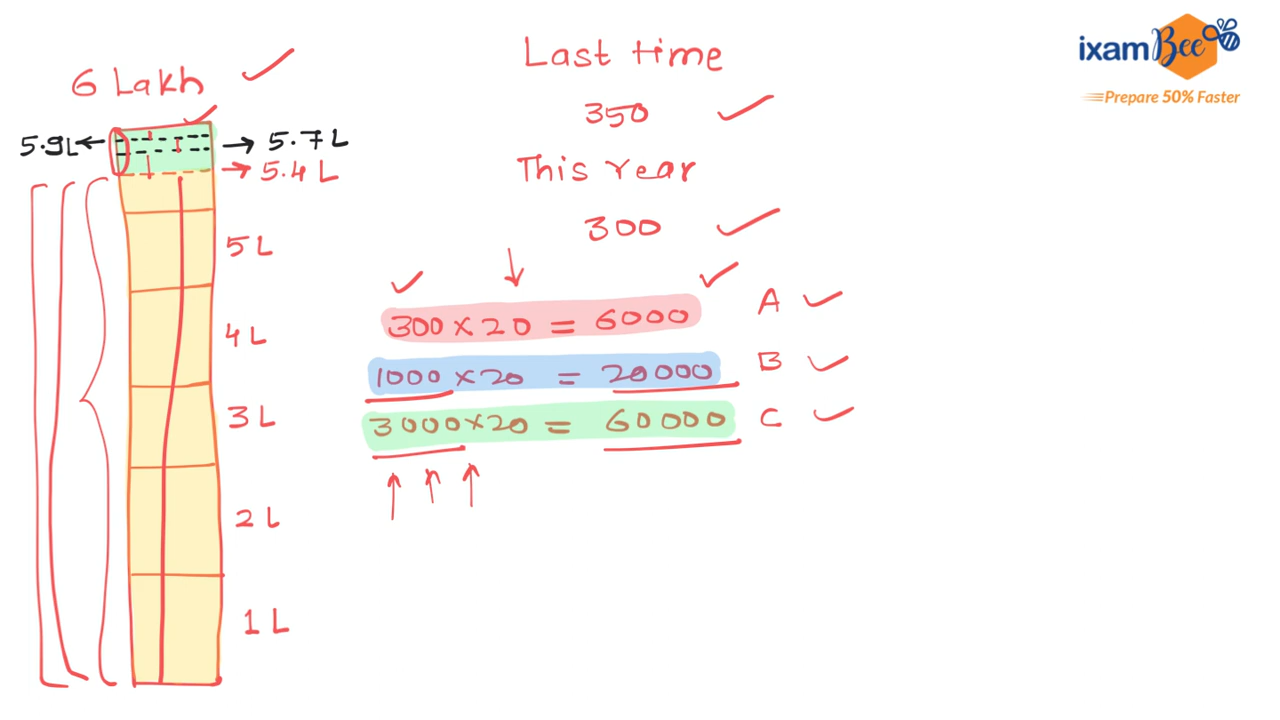 ixamBee
Prepare 50% Faster
Last time
6 Lakh
350
5.9L
5.7L
This Year
5.4 L
300
5L
300 × 20 = 6000 A
4L
1000 × 20 = 20000 B
3L
3000 × 20 = 60000 C
2L
1L